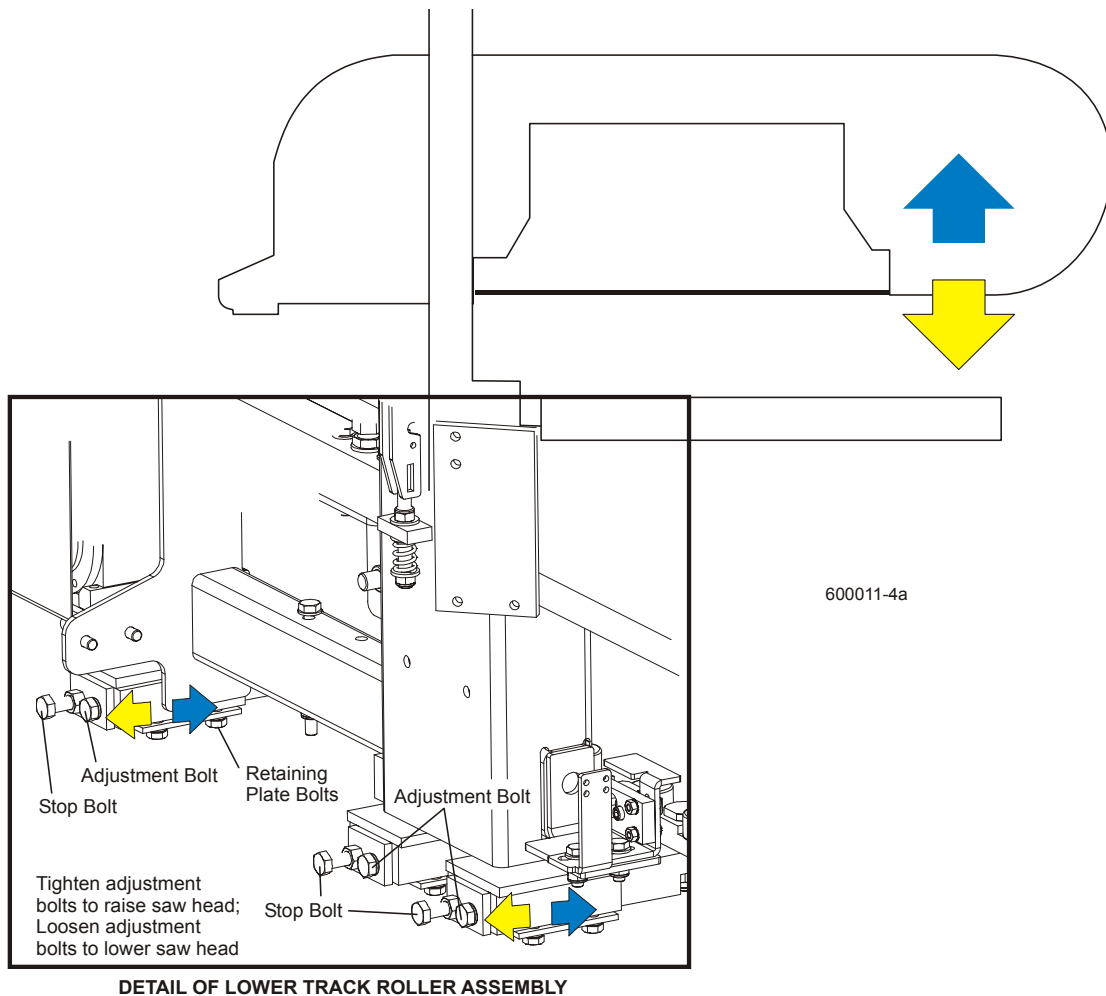 600011-4a
Adjustment Bolt
Stop Bolt
Retaining
Plate Bolts
Adjustment Bolt
Stop Bolt
Tighten adjustment
bolts to raise saw head;
Loosen adjustment
bolts to lower saw head
DETAIL OF LOWER TRACK ROLLER ASSEMBLY